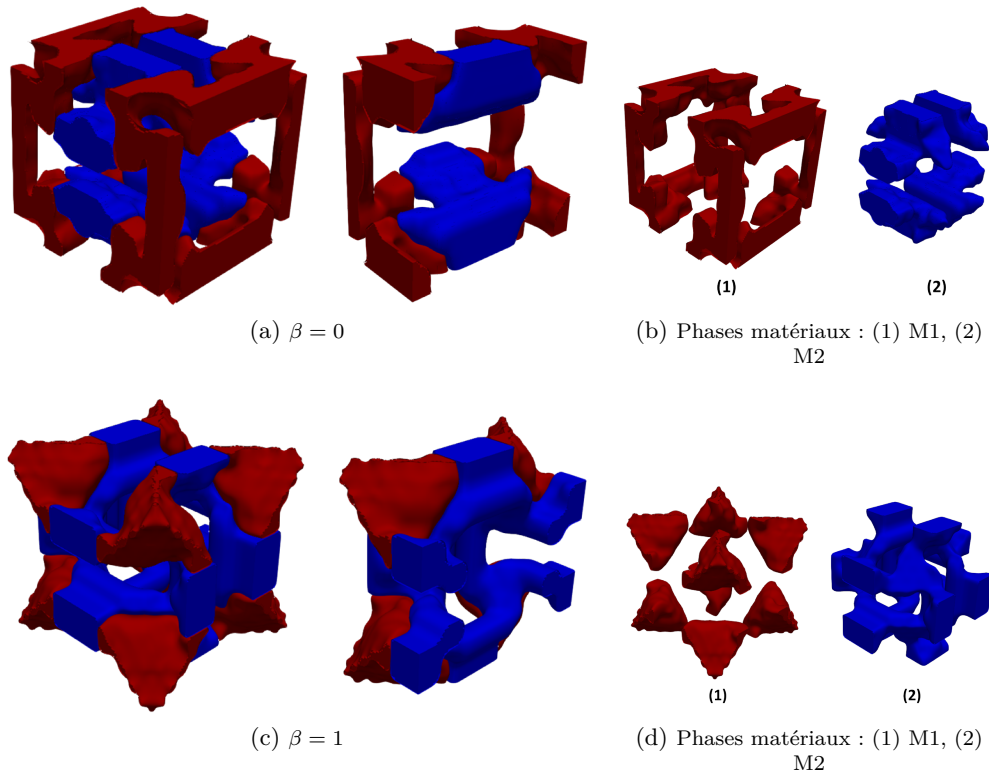 (1)
(2)
(a) β = 0
(b) Phases matériaux : (1) M1, (2)
M2
(1)
(2)
(c) β = 1
(d) Phases matériaux : (1) M1, (2)
M2